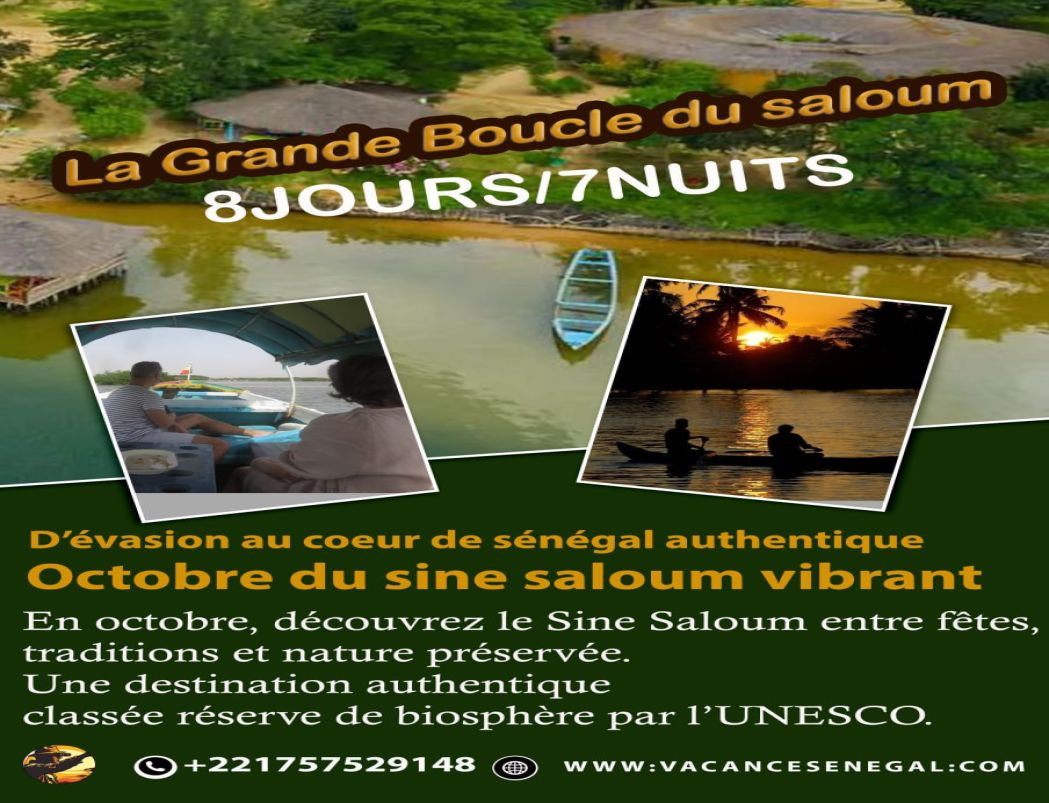 La Grande Boucle du saloum
8JOURS/7NUITS
D'évasion au coeur de sénégal authentique
Octobre du sine saloum vibrant
En octobre, découvrez le Sine Saloum entre fêtes,
traditions et nature préservée.
Une destination authentique
classée réserve de biosphère par l'UNESCO.
+221757529148 WWW:VACANCESENEGAL:COM